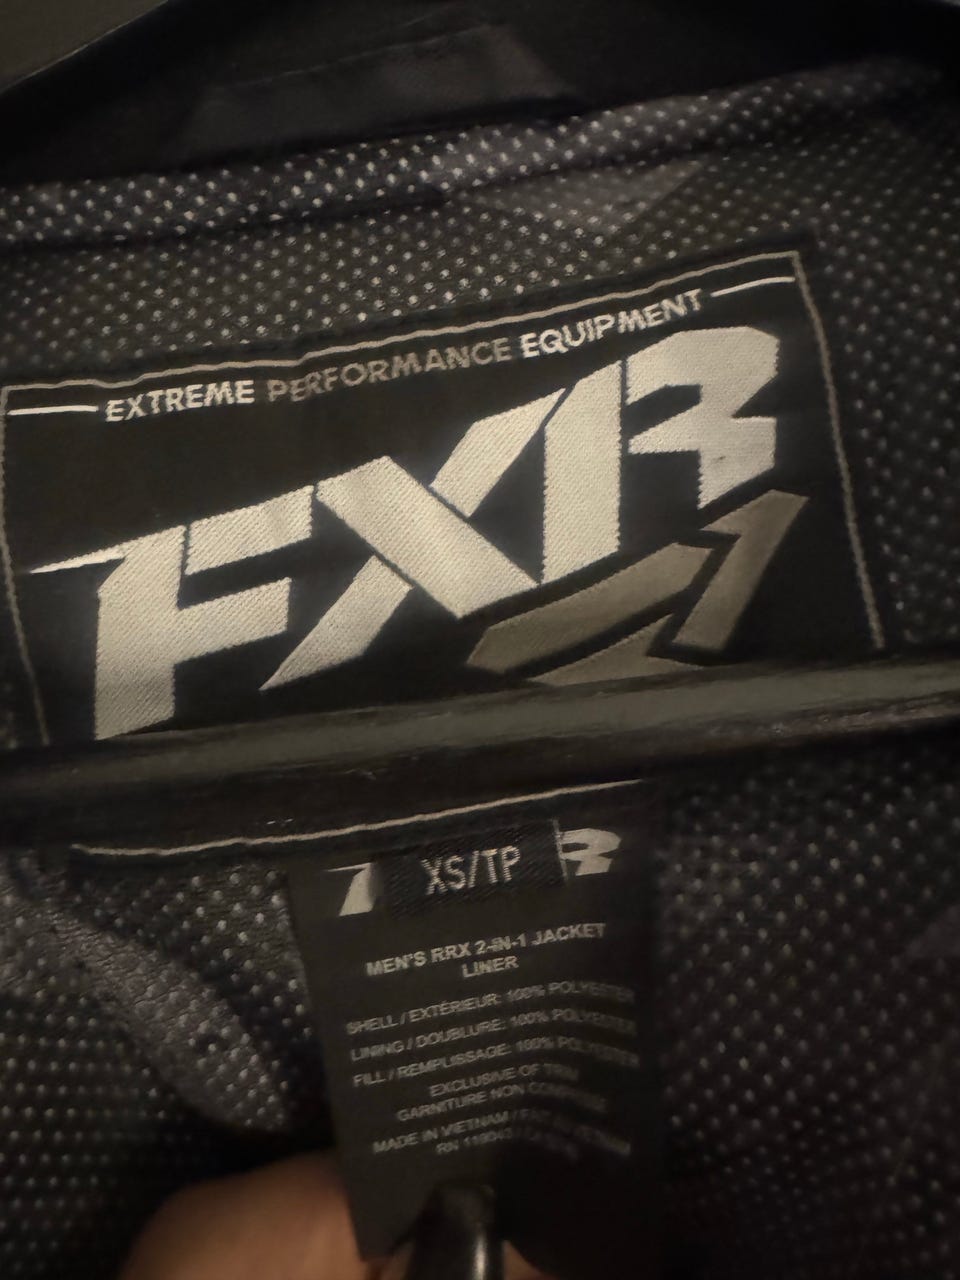 EXTREME PERFORMANCE EQUIPMENT
FXR
XS/TP
MEN'S RRX 2-IN-1 JACKET
LINER
SHELL / EXTÉRIEUR: 100% POLYESTER
LINING / DOUBLURE: 100% POLYESTER
FILL / REMPLISSAGE: 100% POLYESTER
EXCLUSIVE OF TRIM
GARNITURE NON COMPRISE
MADE IN VIETNAM /
RN